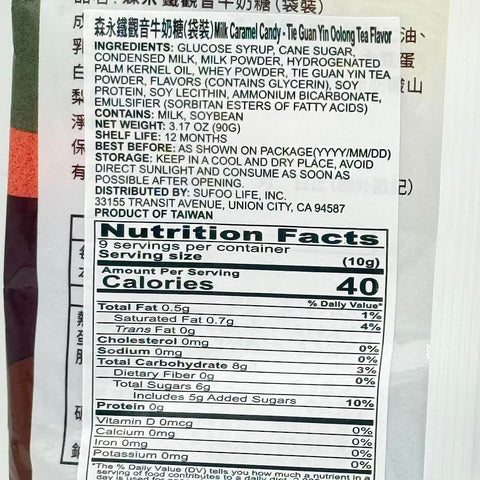 森永鐵觀音牛奶糖(袋裝)Milk Caramel Candy - Tie Guan Yin Oolong Tea Flavor
INGREDIENTS: GLUCOSE SYRUP, CANE SUGAR,
CONDENSED MILK, MILK POWDER, HYDROGENATED
PALM KERNEL OIL, WHEY POWDER, TIE GUAN YIN TEA
POWDER, FLAVORS (CONTAINS GLYCERIN), SOY
PROTEIN, SOY LECITHIN, AMMONIUM BICARBONATE,
EMULSIFIER (SORBITAN ESTERS OF FATTY ACIDS)
CONTAINS: MILK, SOYBEAN
NET WEIGHT: 3.17 OZ (90G)
SHELF LIFE: 12 MONTHS
BEST BEFORE: AS SHOWN ON PACKAGE(YYYY/MM/DD)
STORAGE: KEEP IN A COOL AND DRY PLACE, AVOID
DIRECT SUNLIGHT AND CONSUME AS SOON AS
POSSIBLE AFTER OPENING.
DISTRIBUTED BY: SUFOO LIFE, INC.
33155 TRANSIT AVENUE, UNION CITY, CA 94587
PRODUCT OF TAIWAN
Nutrition Facts
9 servings per container
Serving size (10g)
Amount Per Serving
Calories 40
% Daily Value*
Total Fat 0.5g 1%
Saturated Fat 0.7g 4%
Trans Fat 0g
Cholesterol 0mg 0%
Sodium 0mg 0%
Total Carbohydrate 8g 3%
Dietary Fiber 0g 0%
Total Sugars 6g
Includes 5g Added Sugars 10%
Protein 0g
Vitamin D 0mcg 0%
Calcium 0mg 0%
Iron 0mg 0%
Potassium 0mg 0%
*The % Daily Value (DV) tells you how much a nutrient in a
serving of food contributes to a daily diet.